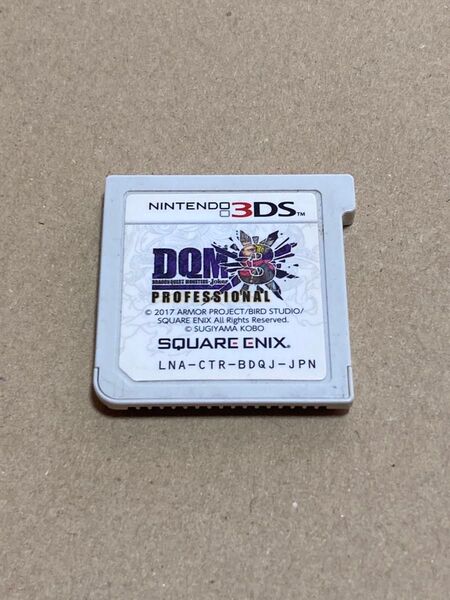 NINTENDO 3DS™
DQM 3
DRAGON QUEST MONSTERS Joker
PROFESSIONAL
© 2017 ARMOR PROJECT/BIRD STUDIO/
SQUARE ENIX All Rights Reserved.
© SUGIYAMA KOBO
SQUARE ENIX®
LNA-CTR-BDQJ-JPN